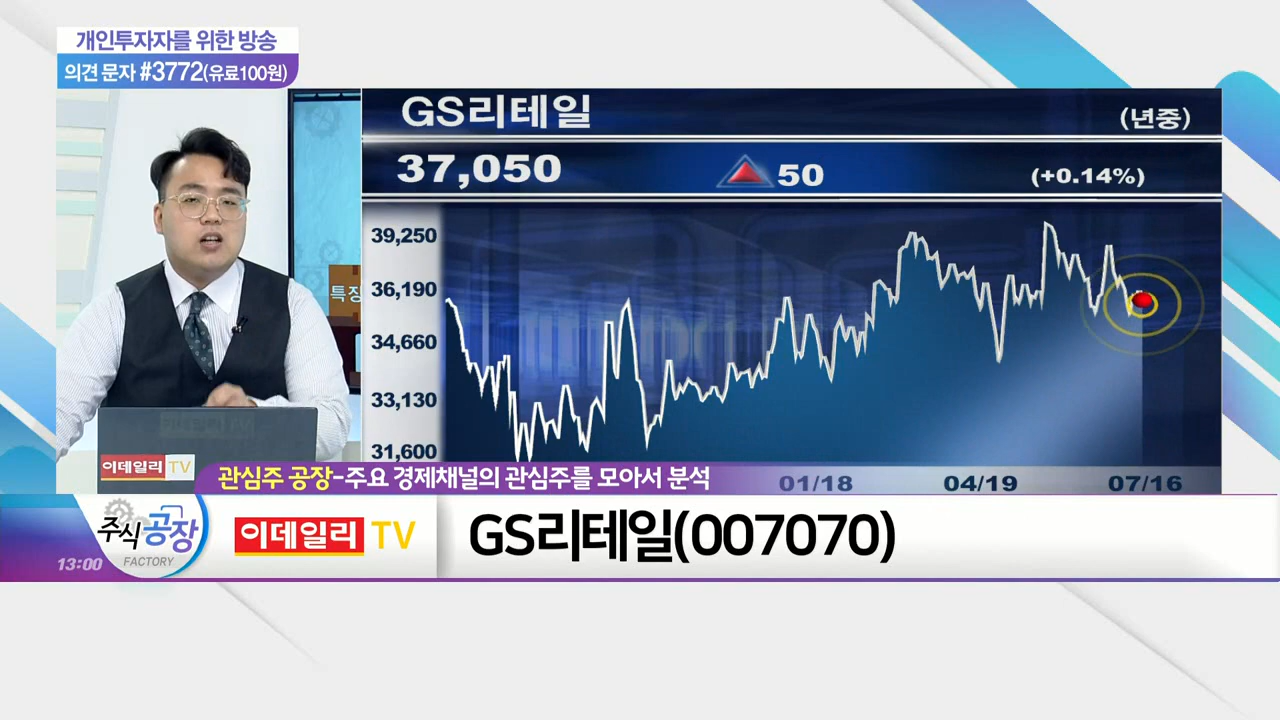 개인투자자를 위한 방송
의견 문자 #3772(유료100원)
GS리테일
(년중)
37,050
50
(+0.14%)
39,250
36,190
34,660
33,130
31,600
01/18
04/19
07/16
특징
이데일리 TV
관심주 공장-주요 경제채널의 관심주를 모아서 분석
주식공장
FACTORY
13:00
이데일리 TV
GS리테일(007070)